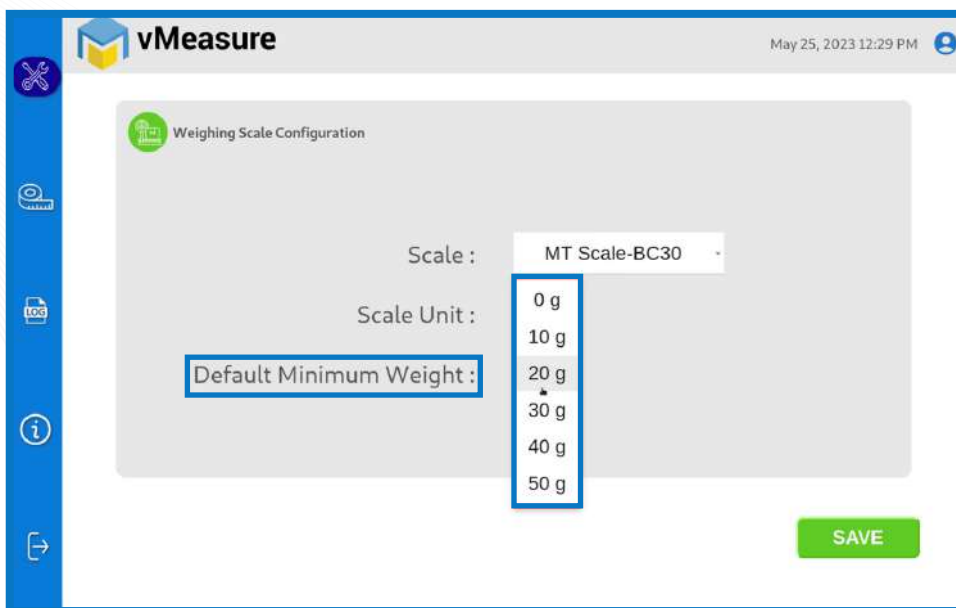 vMeasure
May 25, 2023 12:29 PM
Weighing Scale Configuration
Scale : MT Scale-BC30
Scale Unit :
Default Minimum Weight :
0 g
10 g
20 g
30 g
40 g
50 g
LOG
SAVE